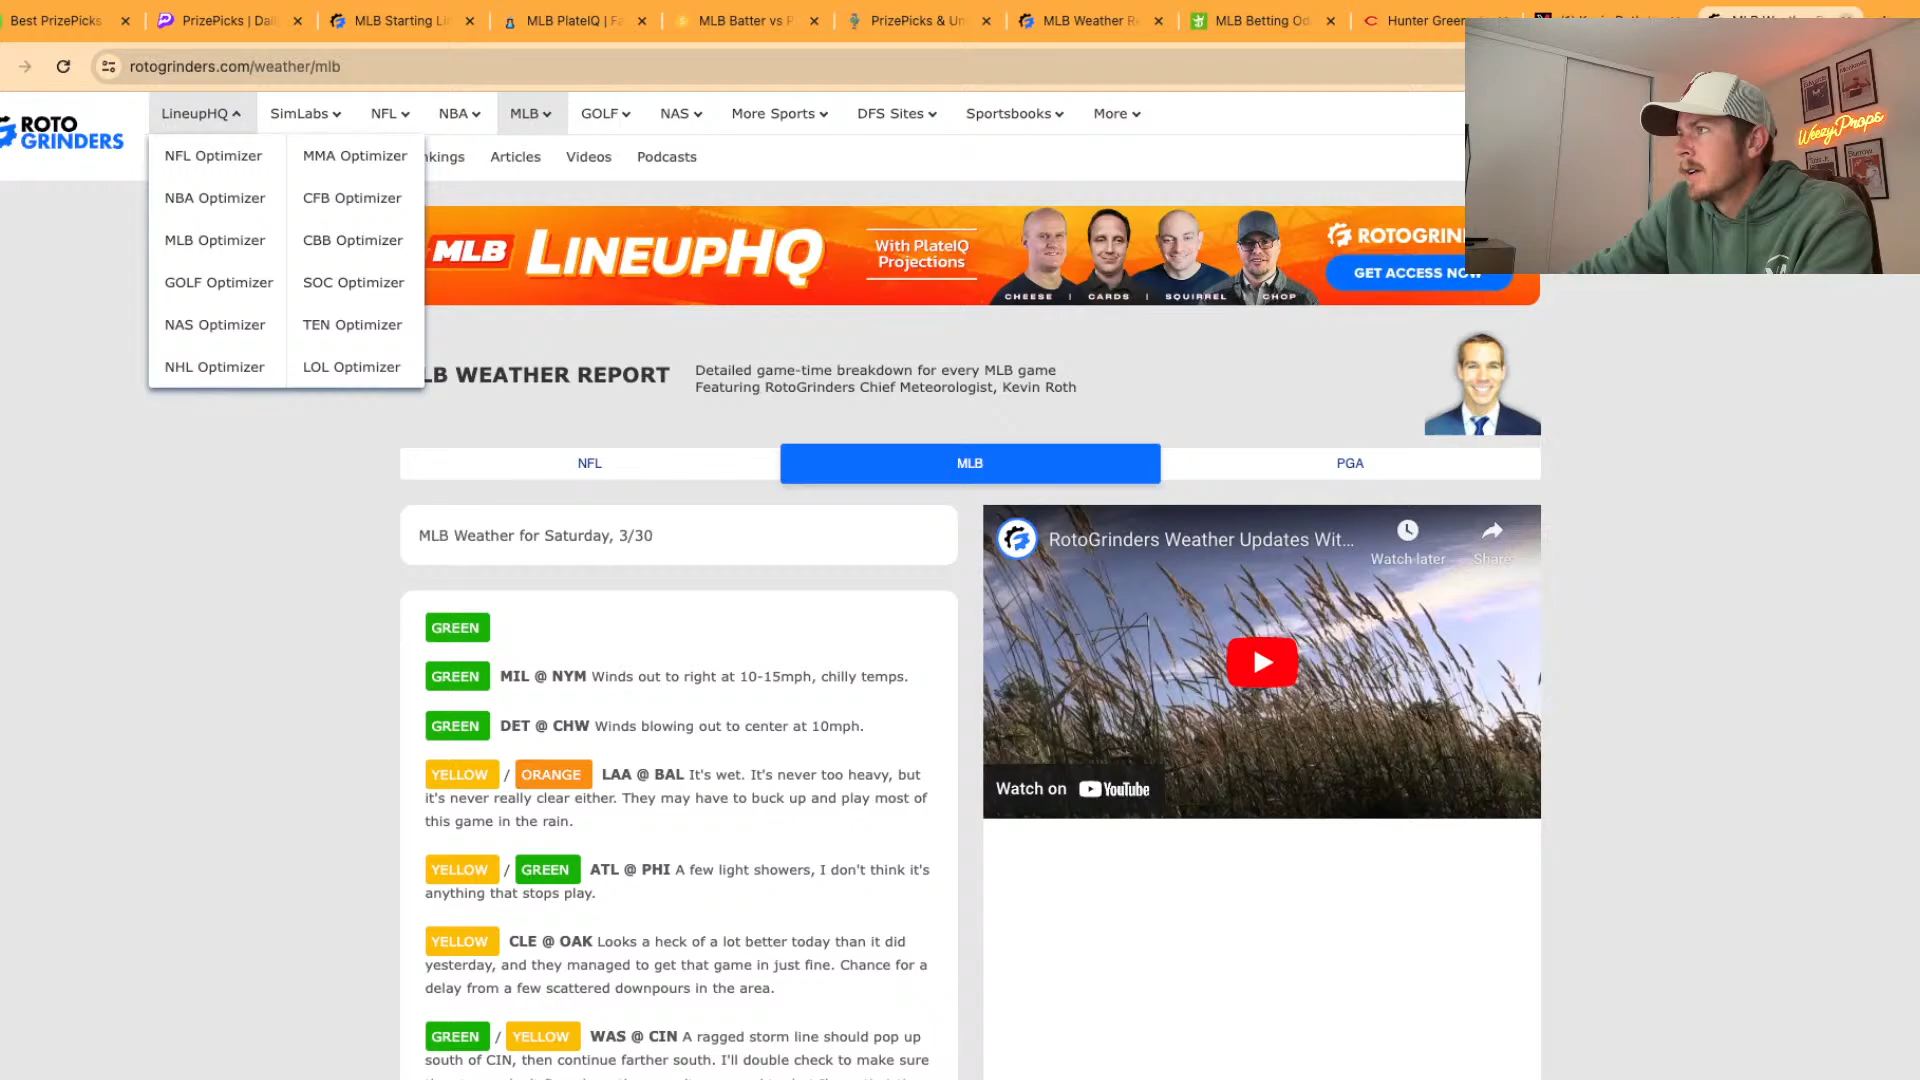 Best PrizePicks
PrizePicks | Dail
MLB Starting Li
MLB PlateIQ | Fa
MLB Batter vs P
PrizePicks & Un
MLB Weather R
MLB Betting Od
Hunter Green
rotogrinders.com/weather/mlb
ROTO
GRINDERS
LineupHQ
SimLabs
NFL
NBA
MLB
GOLF
NAS
More Sports
DFS Sites
Sportsbooks
More
nkings
Articles
Videos
Podcasts
NFL Optimizer
MMA Optimizer
NBA Optimizer
CFB Optimizer
MLB Optimizer
CBB Optimizer
GOLF Optimizer
SOC Optimizer
NAS Optimizer
TEN Optimizer
NHL Optimizer
LOL Optimizer
WeezyProps
MLB LINEUPHQ
With PlateIQ
Projections
CHEESE | CARDS | SQUIRREL | CHOP
ROTOGRIN
GET ACCESS NOW
LB WEATHER REPORT
Detailed game-time breakdown for every MLB game
Featuring RotoGrinders Chief Meteorologist, Kevin Roth
NFL
MLB
PGA
MLB Weather for Saturday, 3/30
GREEN
GREEN MIL @ NYM Winds out to right at 10-15mph, chilly temps.
GREEN DET @ CHW Winds blowing out to center at 10mph.
YELLOW / ORANGE LAA @ BAL It's wet. It's never too heavy, but
it's never really clear either. They may have to buck up and play most of
this game in the rain.
YELLOW / GREEN ATL @ PHI A few light showers, I don't think it's
anything that stops play.
YELLOW CLE @ OAK Looks a heck of a lot better today than it did
yesterday, and they managed to get that game in just fine. Chance for a
delay from a few scattered downpours in the area.
GREEN / YELLOW WAS @ CIN A ragged storm line should pop up
south of CIN, then continue farther south. I'll double check to make sure
RotoGrinders Weather Updates Wit...
Watch later
Share
Watch on YouTube